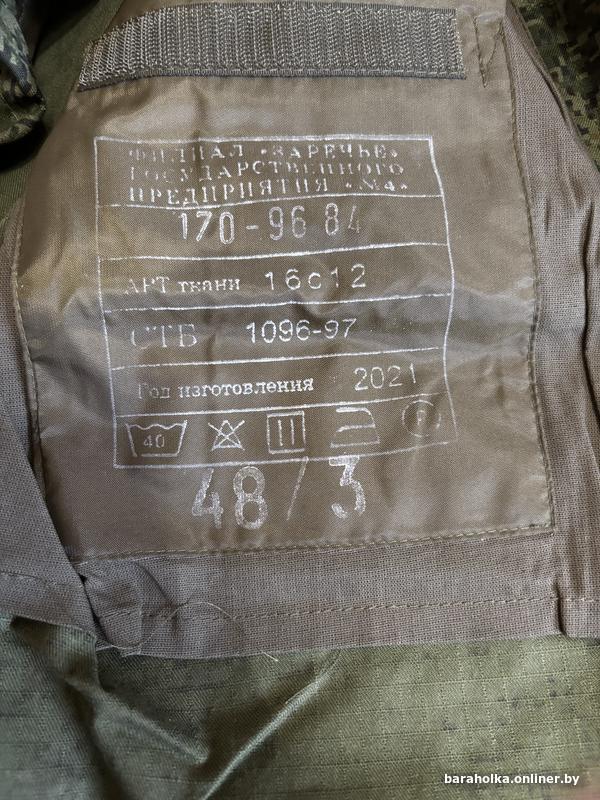 ФИЛИАЛ «ЗАРЕЧЬЕ»
ГОСУДАРСТВЕННОГО
ПРЕДПРИЯТИЯ «№4»
170-96 84
АРТ ткани 16с12
СТБ 1096-97
Год изготовления 2021
40
P
48/3
baraholka.onliner.by